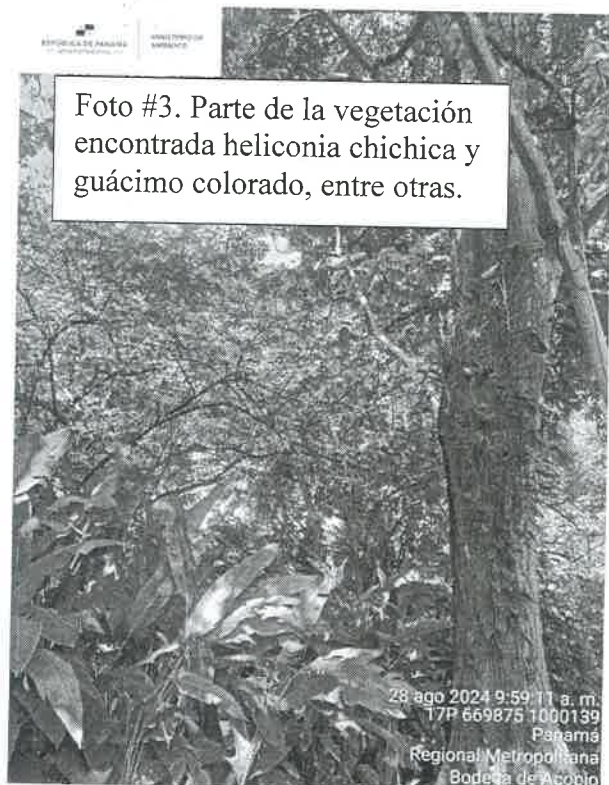 REPÚBLICA DE PANAMÁ
MINISTERIO DE
AMBIENTE
Foto #3. Parte de la vegetación
encontrada heliconia chichica y
guácimo colorado, entre otras.
28 ago 2024 9:59:11 a. m.
17P 669875 1000139
Panamá
Regional Metropolitana
Bodega de Acopio